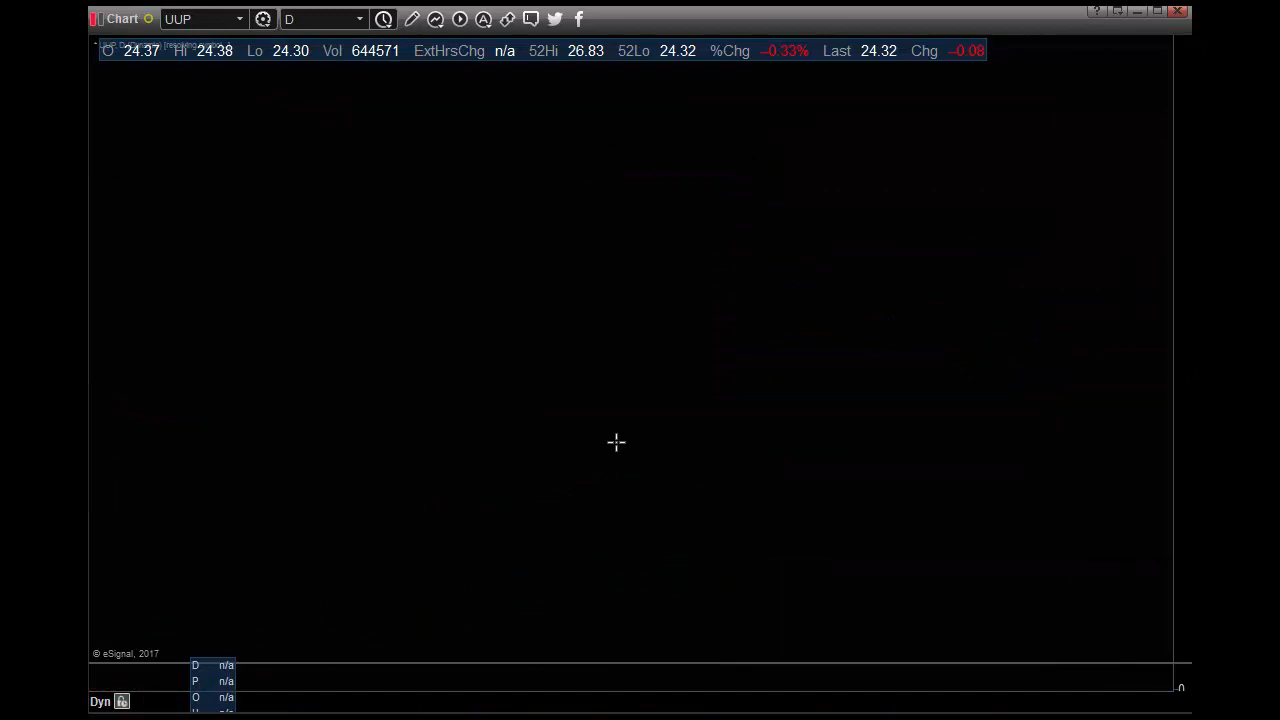 Chart UUP D
O 24.37 Hi 24.38 Lo 24.30 Vol 644571 ExtHrsChg n/a 52Hi 26.83 52Lo 24.32 %Chg –0.33% Last 24.32 Chg –0.08
© eSignal, 2017
D n/a
P n/a
O n/a
0
Dyn